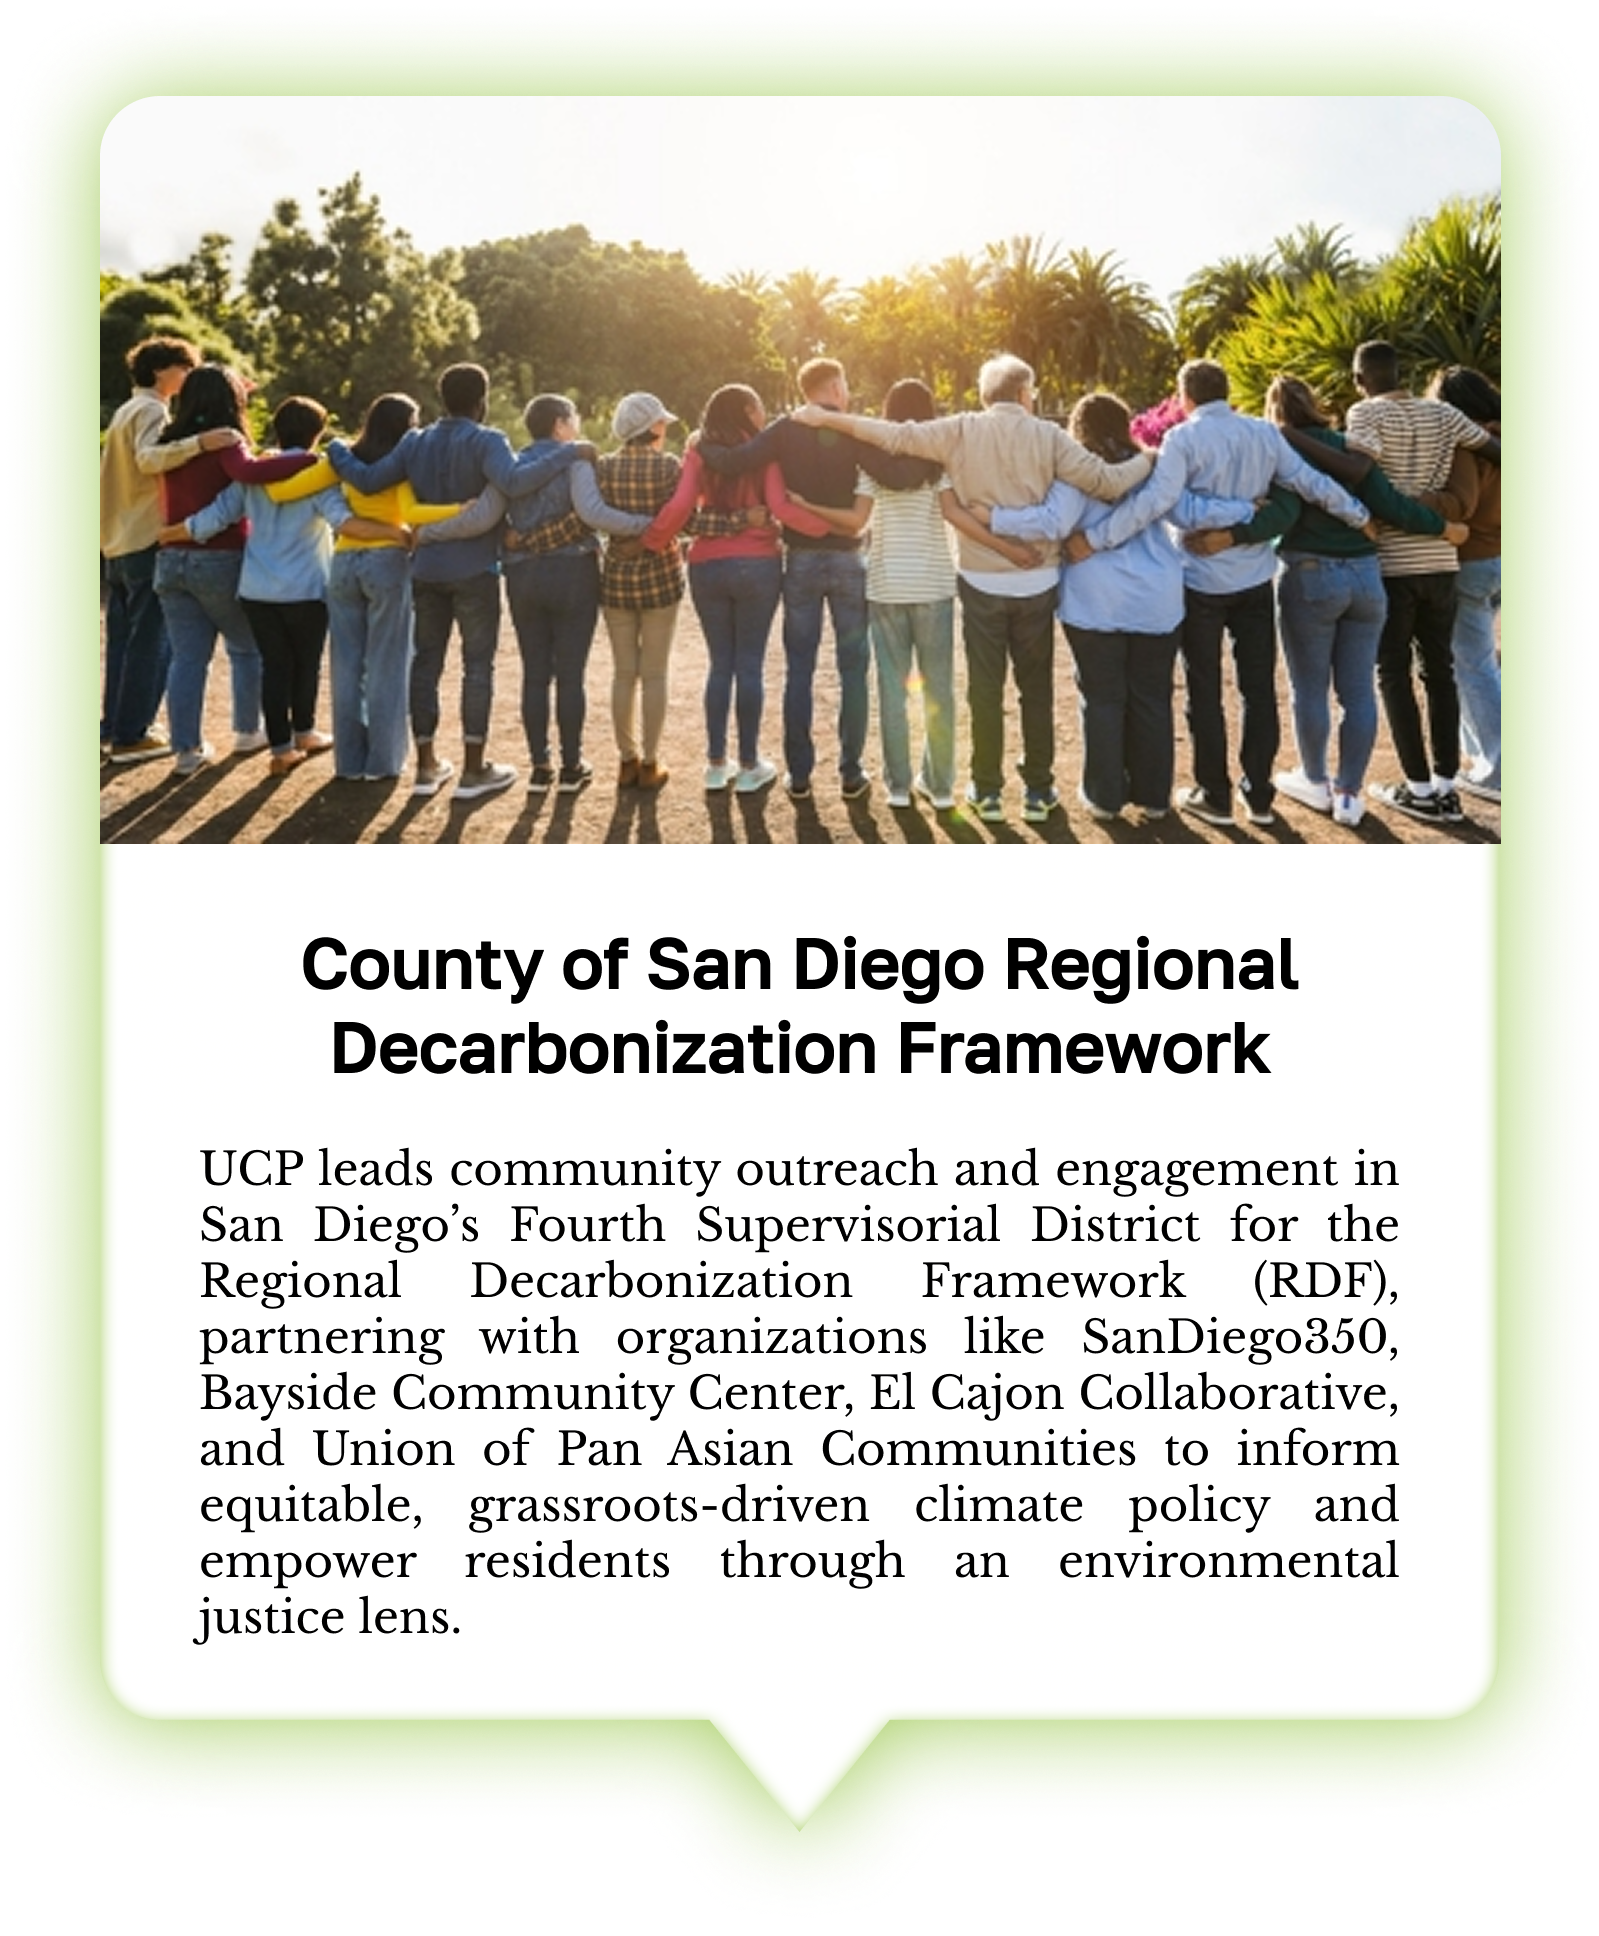 County of San Diego Regional
Decarbonization Framework
UCP leads community outreach and engagement in
San Diego’s Fourth Supervisorial District for the
Regional Decarbonization Framework (RDF),
partnering with organizations like SanDiego350,
Bayside Community Center, El Cajon Collaborative,
and Union of Pan Asian Communities to inform
equitable, grassroots-driven climate policy and
empower residents through an environmental
justice lens.